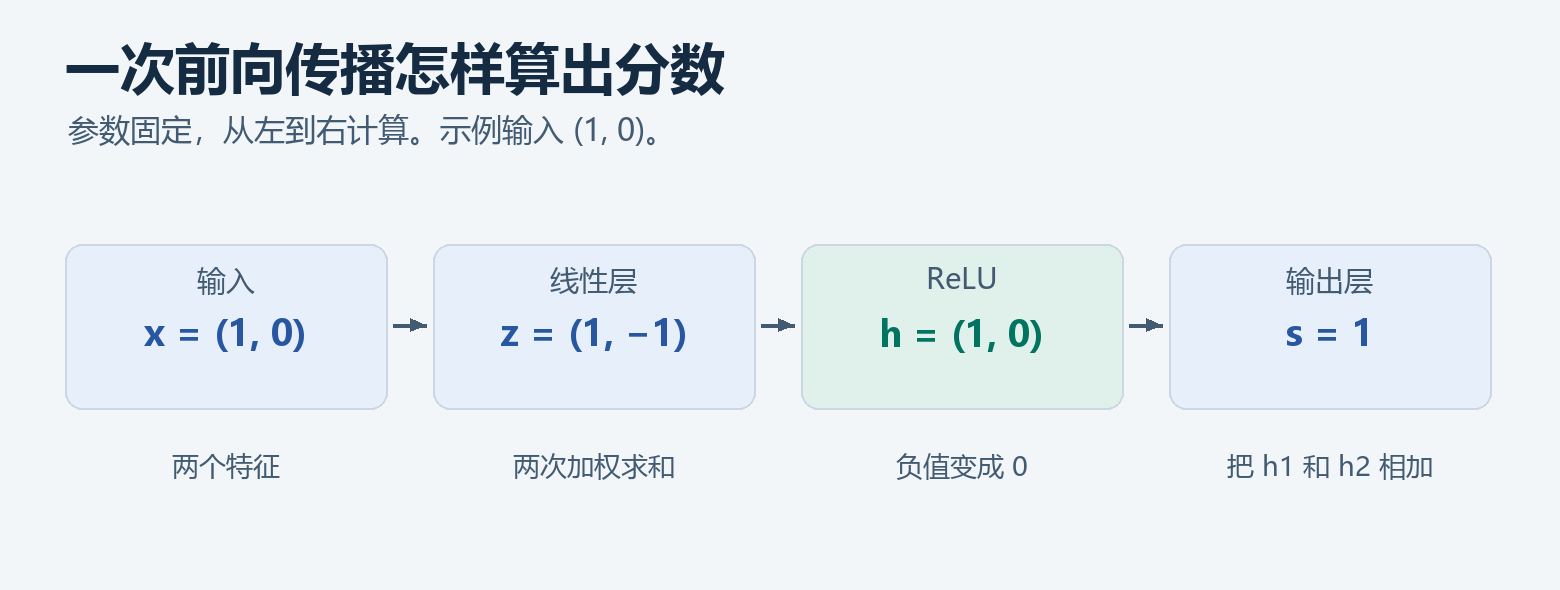 一次前向传播怎样算出分数
参数固定，从左到右计算。示例输入 (1, 0)。
输入
x = (1, 0)
两个特征
线性层
z = (1, −1)
两次加权求和
ReLU
h = (1, 0)
负值变成 0
输出层
s = 1
把 h1 和 h2 相加